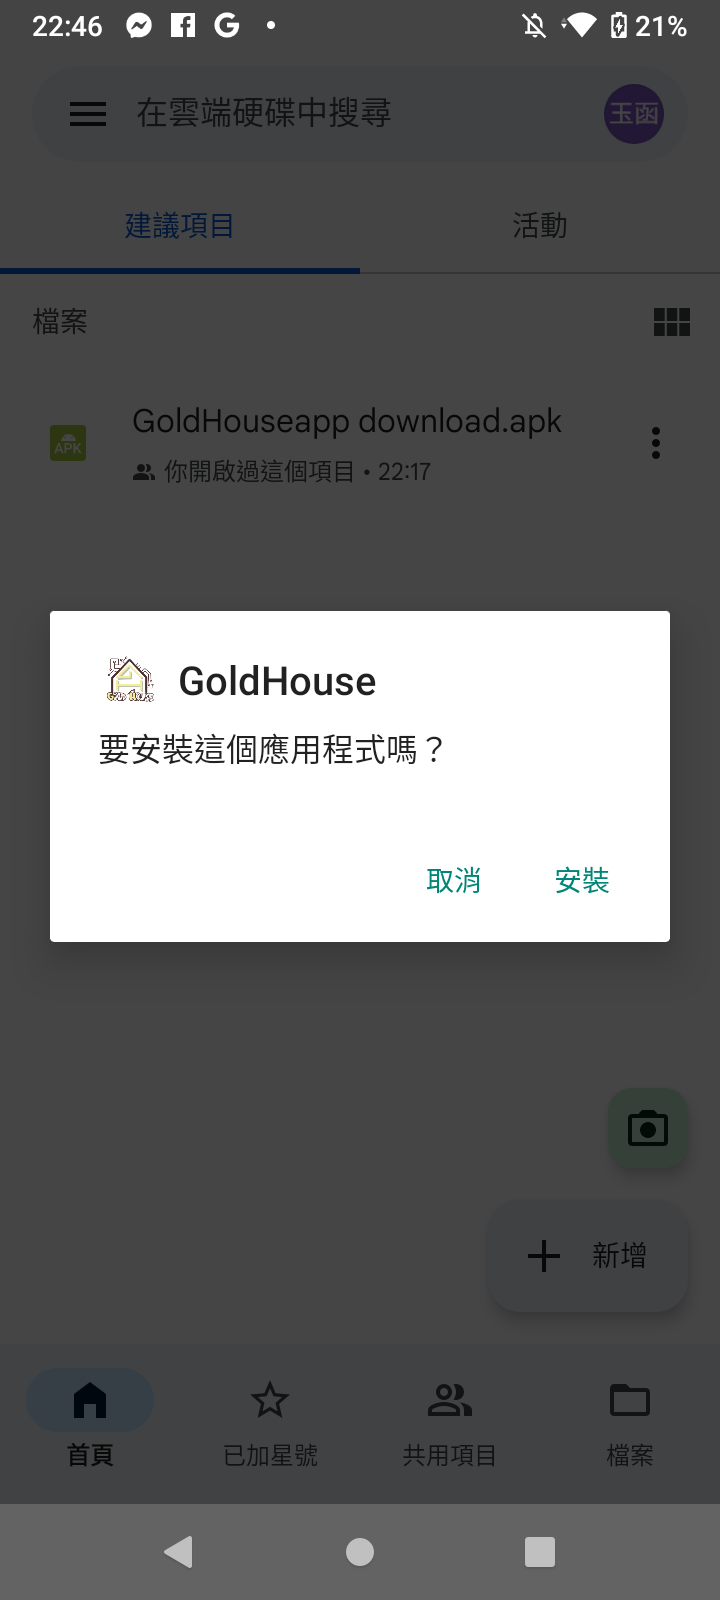 22:46
21%
在雲端硬碟中搜尋
玉函
建議項目
活動
檔案
GoldHouseapp download.apk
APK
你開啟過這個項目 • 22:17
GoldHouse
GOLD HOUSE
要安裝這個應用程式嗎？
取消
安裝
新增
首頁
已加星號
共用項目
檔案